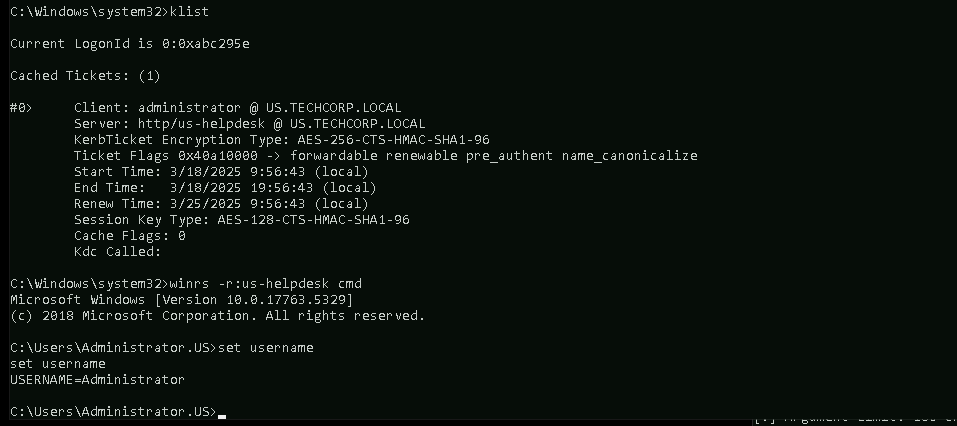 C:\Windows\system32>klist
Current LogonId is 0:0xabc295e
Cached Tickets: (1)
#0>     Client: administrator @ US.TECHCORP.LOCAL
        Server: http/us-helpdesk @ US.TECHCORP.LOCAL
        KerbTicket Encryption Type: AES-256-CTS-HMAC-SHA1-96
        Ticket Flags 0x40a10000 -> forwardable renewable pre_authent name_canonicalize
        Start Time: 3/18/2025 9:56:43 (local)
        End Time:   3/18/2025 19:56:43 (local)
        Renew Time: 3/25/2025 9:56:43 (local)
        Session Key Type: AES-128-CTS-HMAC-SHA1-96
        Cache Flags: 0
        Kdc Called:
C:\Windows\system32>winrs -r:us-helpdesk cmd
Microsoft Windows [Version 10.0.17763.5329]
(c) 2018 Microsoft Corporation. All rights reserved.
C:\Users\Administrator.US>set username
set username
USERNAME=Administrator
C:\Users\Administrator.US>